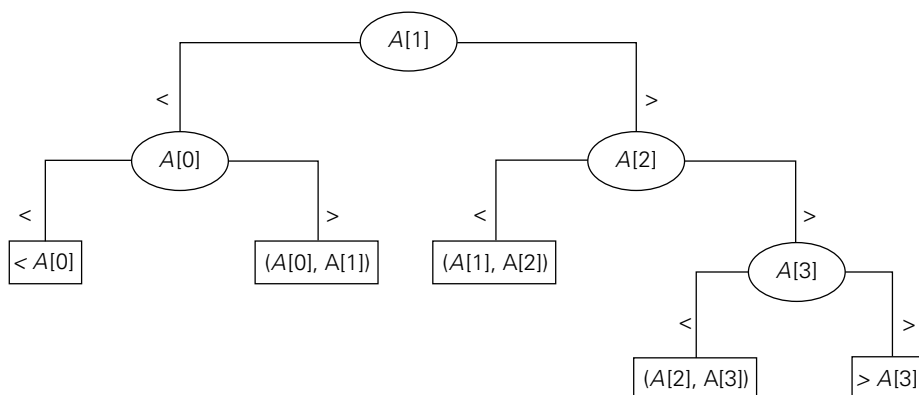 A[1]
< >
A[0] A[2]
< > < >
< A[0] (A[0], A[1]) (A[1], A[2]) A[3]
< >
(A[2], A[3]) > A[3]